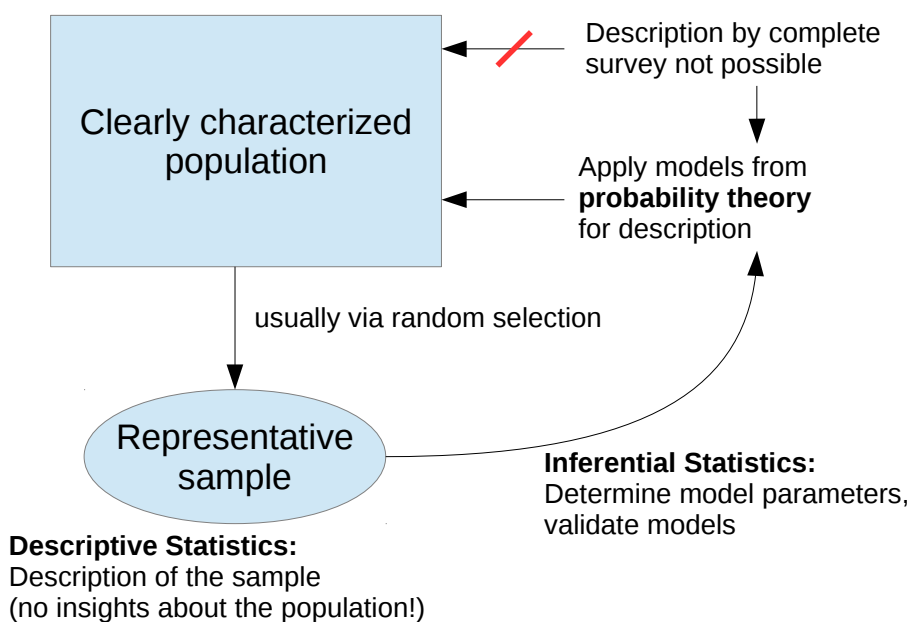 Clearly characterized
population
Description by complete
survey not possible
Apply models from
probability theory
for description
usually via random selection
Representative
sample
Inferential Statistics:
Determine model parameters,
validate models
Descriptive Statistics:
Description of the sample
(no insights about the population!)